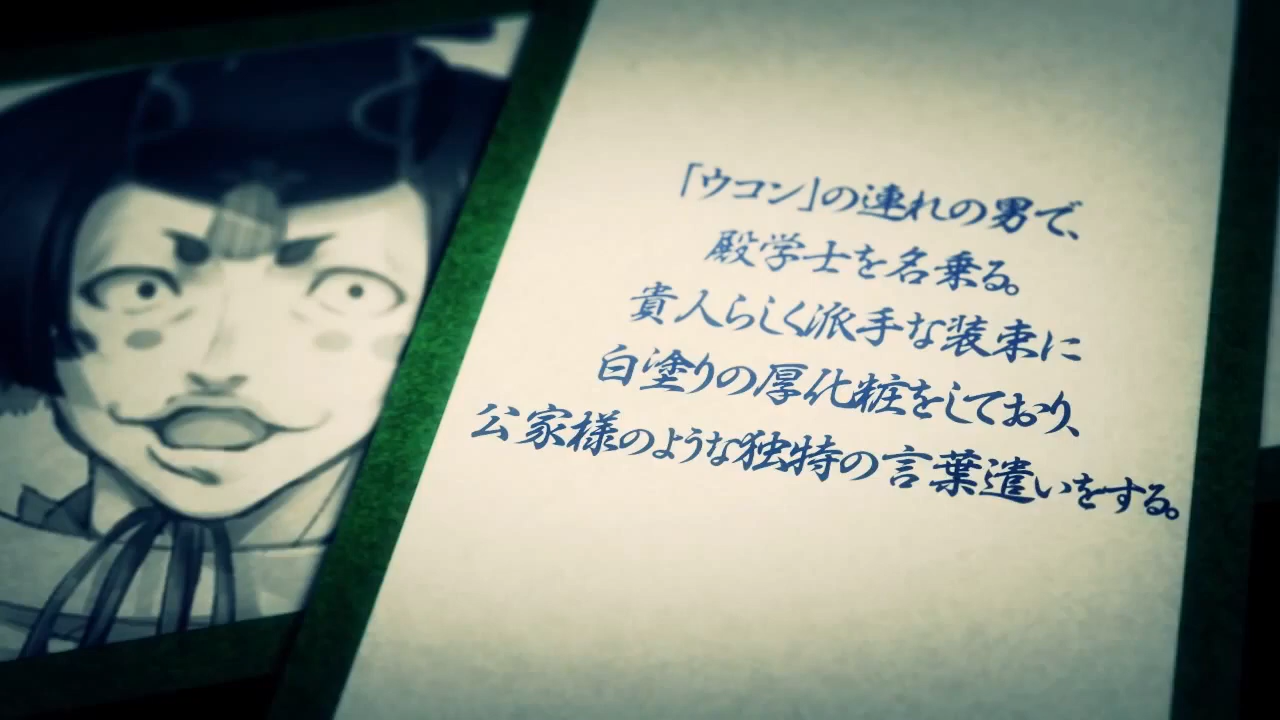 「ウコン」の連れの男で、
殿学士を名乗る。
貴人らしく派手な装束に
白塗りの厚化粧をしており、
公家様のような独特の言葉遣いをする。